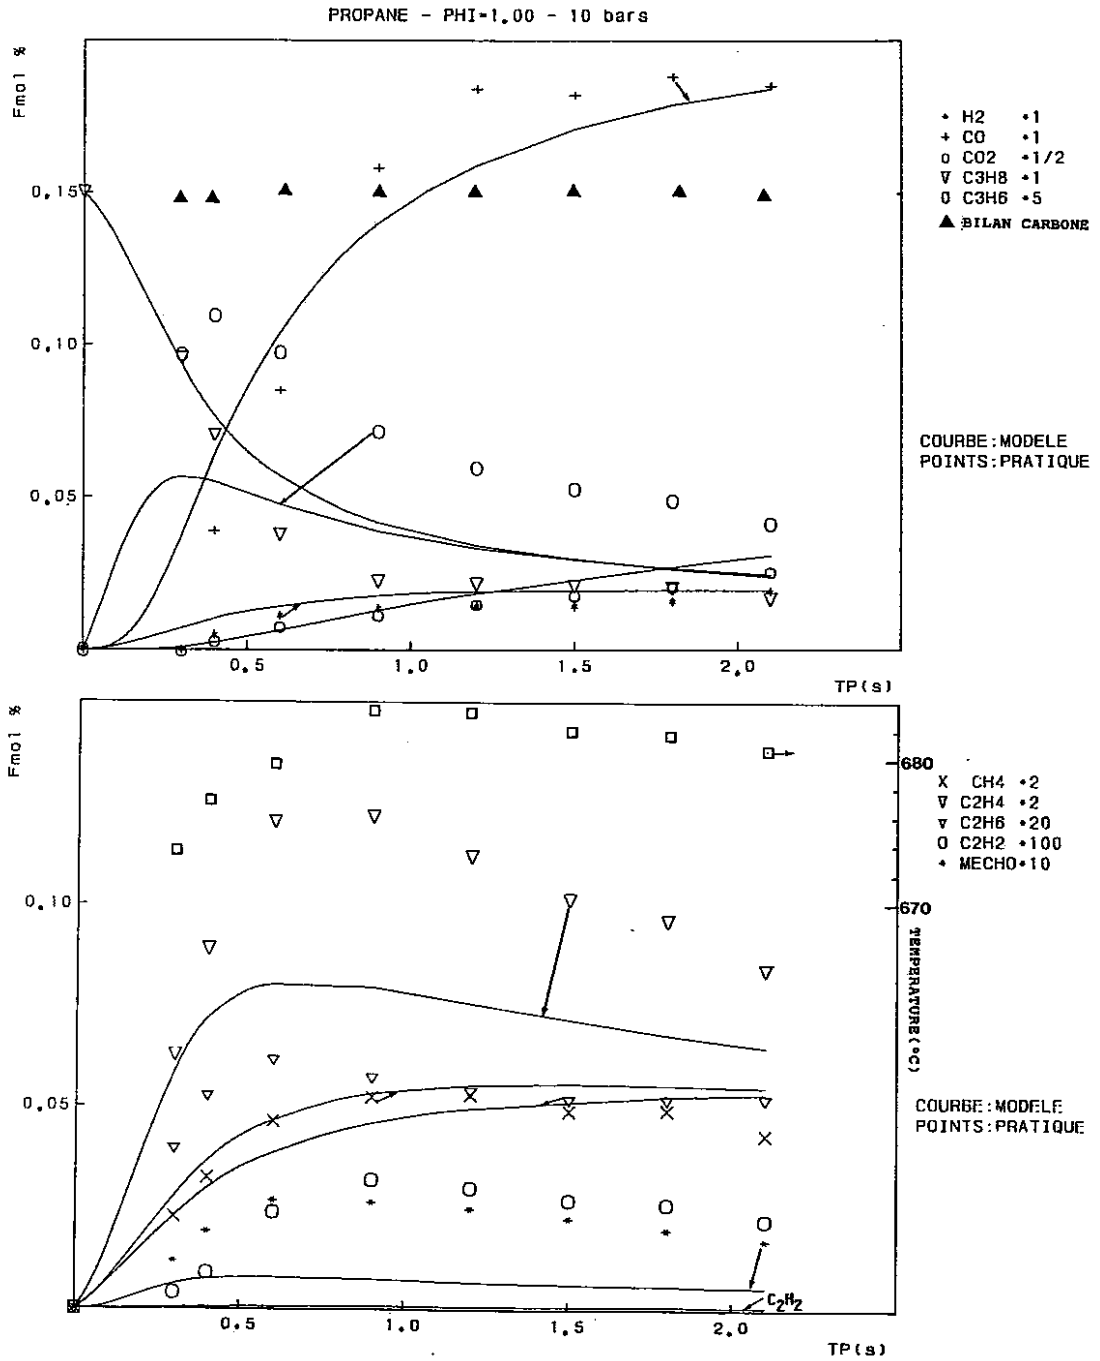 PROPANE - PHI=1.00 - 10 bars
Fmol %
* H2 *1
+ CO *1
o CO2 *1/2
▽ C3H8 *1
O C3H6 *5
▲ BILAN CARBONE
0.15
0.10
0.05
COURBE:MODELE
POINTS:PRATIQUE
0.5
1.0
1.5
2.0
TP(s)
Fmol %
680
X CH4 *2
▽ C2H4 *2
▽ C2H6 *20
O C2H2 *100
* MECHO*10
0.10
670
TEMPERATURE(°C)
0.05
COURBE:MODELE
POINTS:PRATIQUE
C2H2
0.5
1.0
1.5
2.0
TP(s)